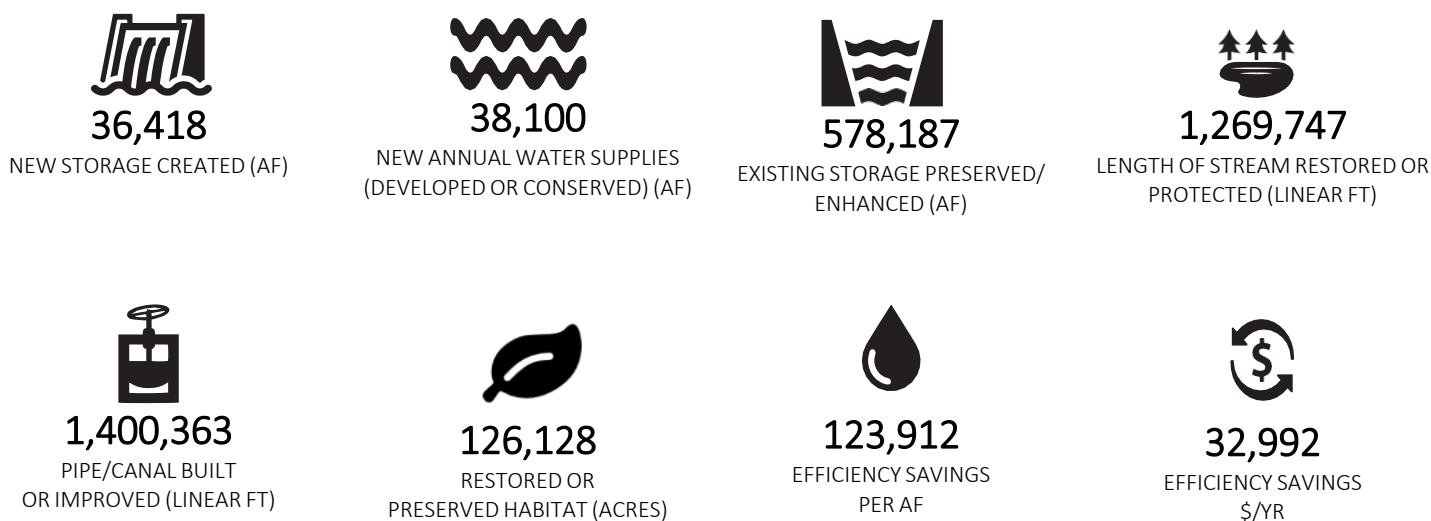 36,418
NEW STORAGE CREATED (AF)
38,100
NEW ANNUAL WATER SUPPLIES
(DEVELOPED OR CONSERVED) (AF)
578,187
EXISTING STORAGE PRESERVED/
ENHANCED (AF)
1,269,747
LENGTH OF STREAM RESTORED OR
PROTECTED (LINEAR FT)
1,400,363
PIPE/CANAL BUILT
OR IMPROVED (LINEAR FT)
126,128
RESTORED OR
PRESERVED HABITAT (ACRES)
123,912
EFFICIENCY SAVINGS
PER AF
$
32,992
EFFICIENCY SAVINGS
$/YR